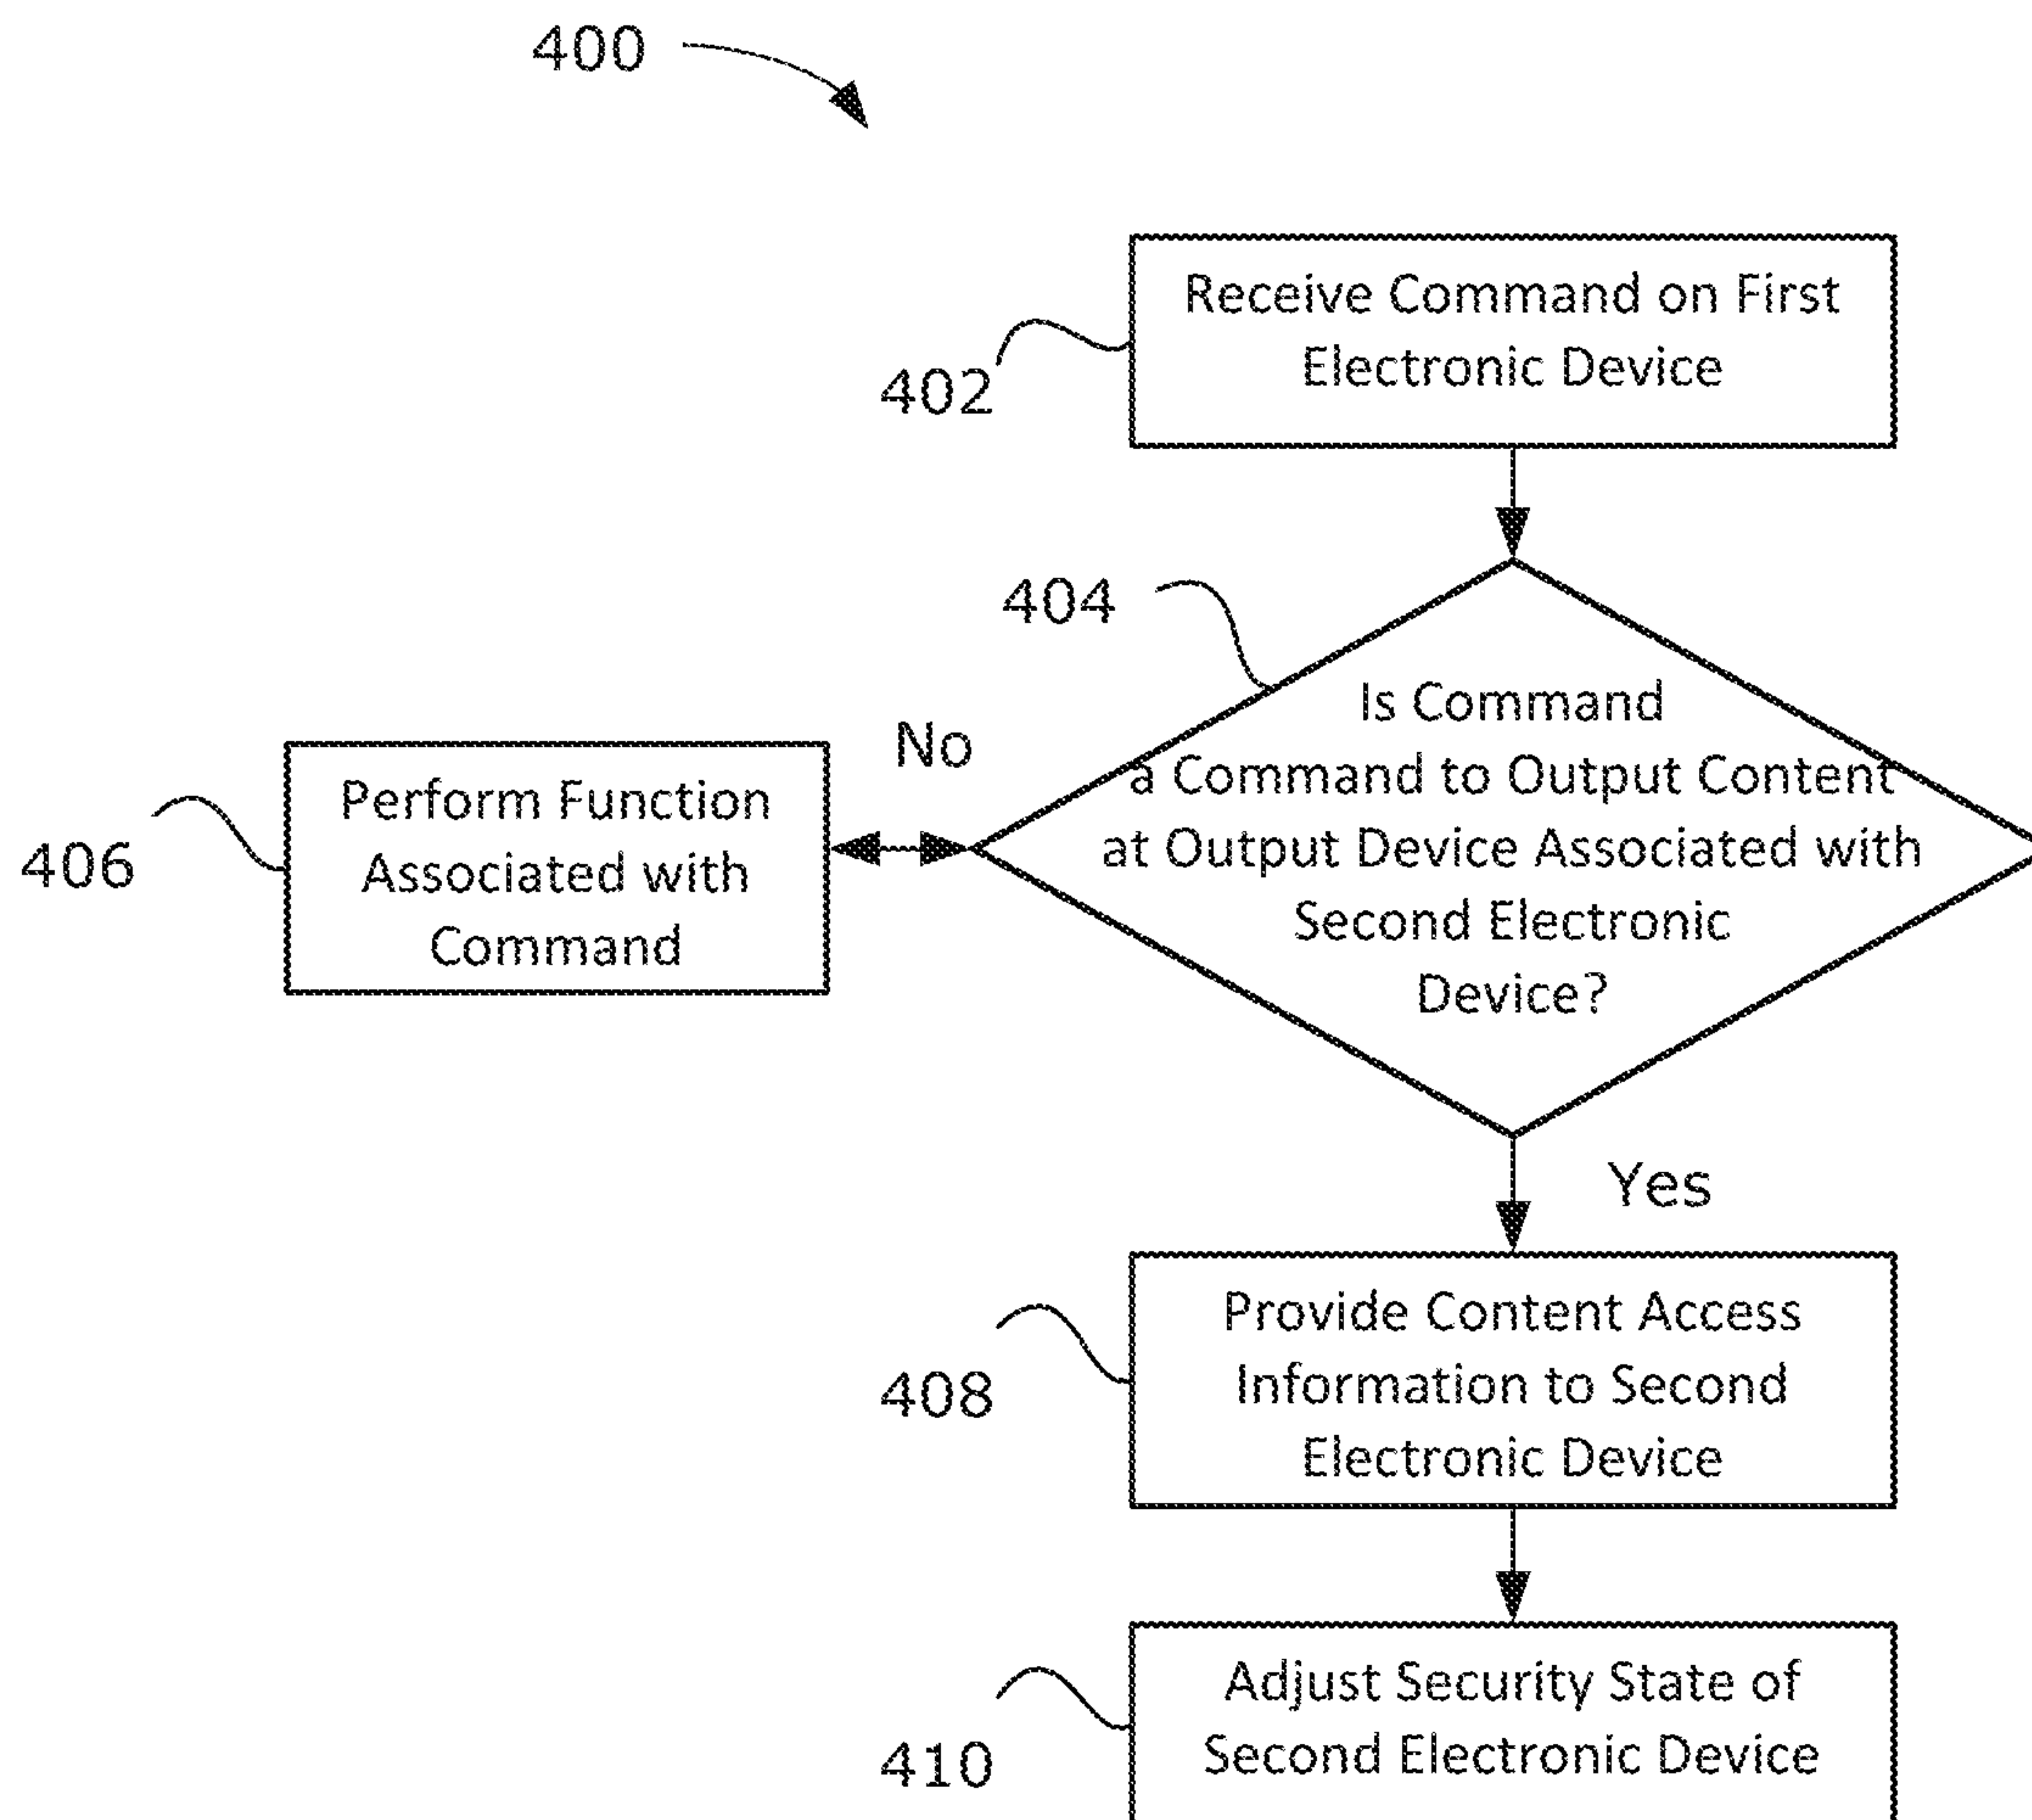 400
Receive Command on First
Electronic Device
402
404
Is Command
a Command to Output Content
at Output Device Associated with
Second Electronic
Device?
No
Perform Function
Associated with
Command
406
Yes
Provide Content Access
Information to Second
Electronic Device
408
Adjust Security State of
Second Electronic Device
410